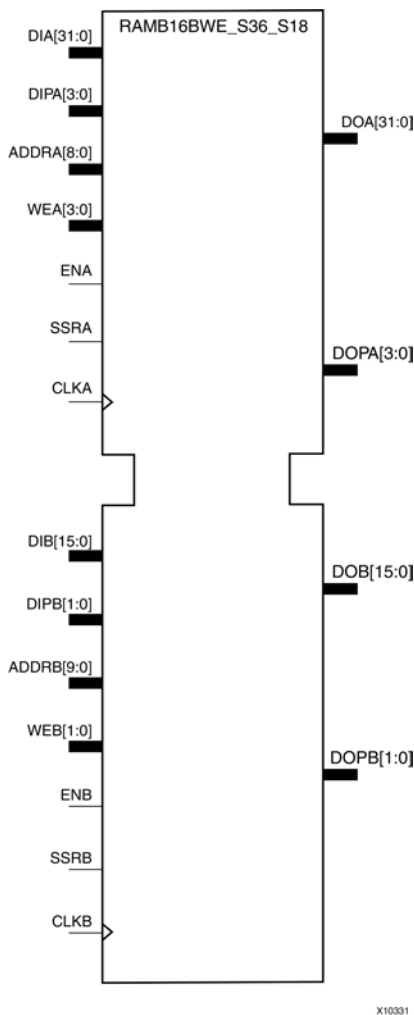 RAMB16BWE_S36_S18
DIA[31:0]
DIPA[3:0]
DOA[31:0]
ADDRA[8:0]
WEA[3:0]
ENA
SSRA
DOPA[3:0]
CLKA
DIB[15:0]
DOB[15:0]
DIPB[1:0]
ADDRB[9:0]
WEB[1:0]
DOPB[1:0]
ENB
SSRB
CLKB
X10331